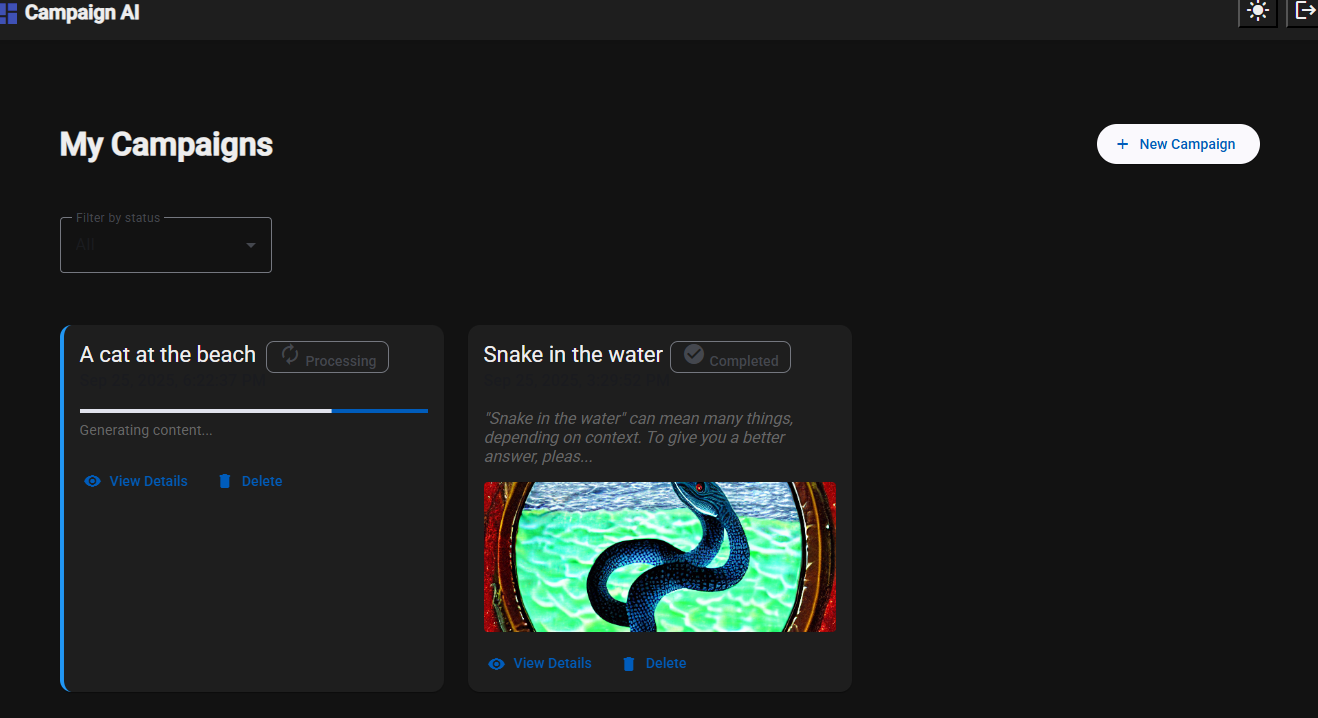 Campaign AI
My Campaigns
+ New Campaign
Filter by status
All
A cat at the beach
Processing
Generating content...
View Details
Delete
Snake in the water
Completed
"Snake in the water" can mean many things,
depending on context. To give you a better
answer, pleas...
View Details
Delete